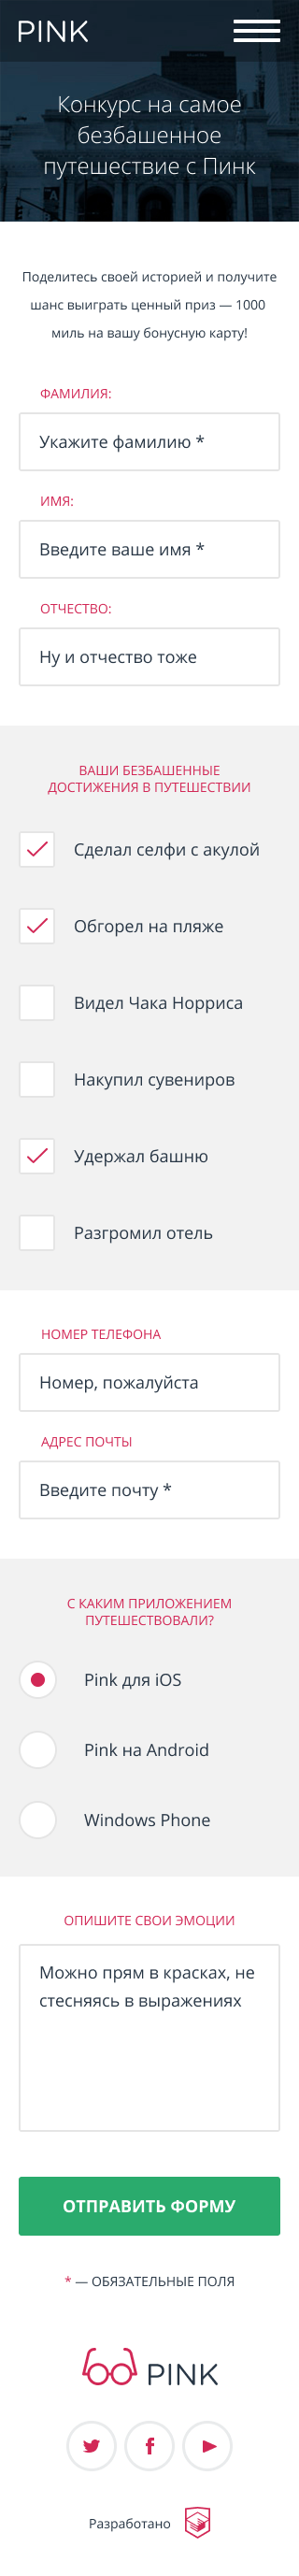 PINK
Конкурс на самое
безбашенное
путешествие с Пинк
Поделитесь своей историей и получите
шанс выиграть ценный приз — 1000
миль на вашу бонусную карту!
ФАМИЛИЯ:
Укажите фамилию *
ИМЯ:
Введите ваше имя *
ОТЧЕСТВО:
Ну и отчество тоже
ВАШИ БЕЗБАШЕННЫЕ
ДОСТИЖЕНИЯ В ПУТЕШЕСТВИИ
Сделал селфи с акулой
Обгорел на пляже
Видел Чака Норриса
Накупил сувениров
Удержал башню
Разгромил отель
НОМЕР ТЕЛЕФОНА
Номер, пожалуйста
АДРЕС ПОЧТЫ
Введите почту *
С КАКИМ ПРИЛОЖЕНИЕМ
ПУТЕШЕСТВОВАЛИ?
Pink для iOS
Pink на Android
Windows Phone
ОПИШИТЕ СВОИ ЭМОЦИИ
Можно прям в красках, не
стесняясь в выражениях
ОТПРАВИТЬ ФОРМУ
* — ОБЯЗАТЕЛЬНЫЕ ПОЛЯ
PINK
Разработано